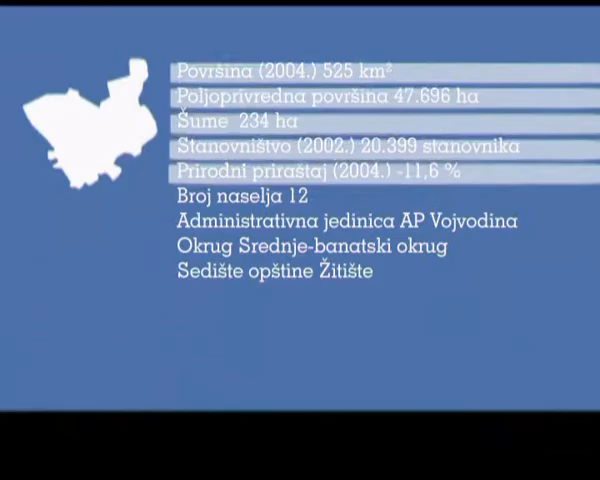 Površina (2004.) 525 km²
Poljoprivredna površina 47.696 ha
Šume 234 ha
Stanovništvo (2002.) 20.399 stanovnika
Prirodni priraštaj (2004.) -11,6 %
Broj naselja 12
Administrativna jedinica AP Vojvodina
Okrug Srednje-banatski okrug
Sedište opštine Žitište